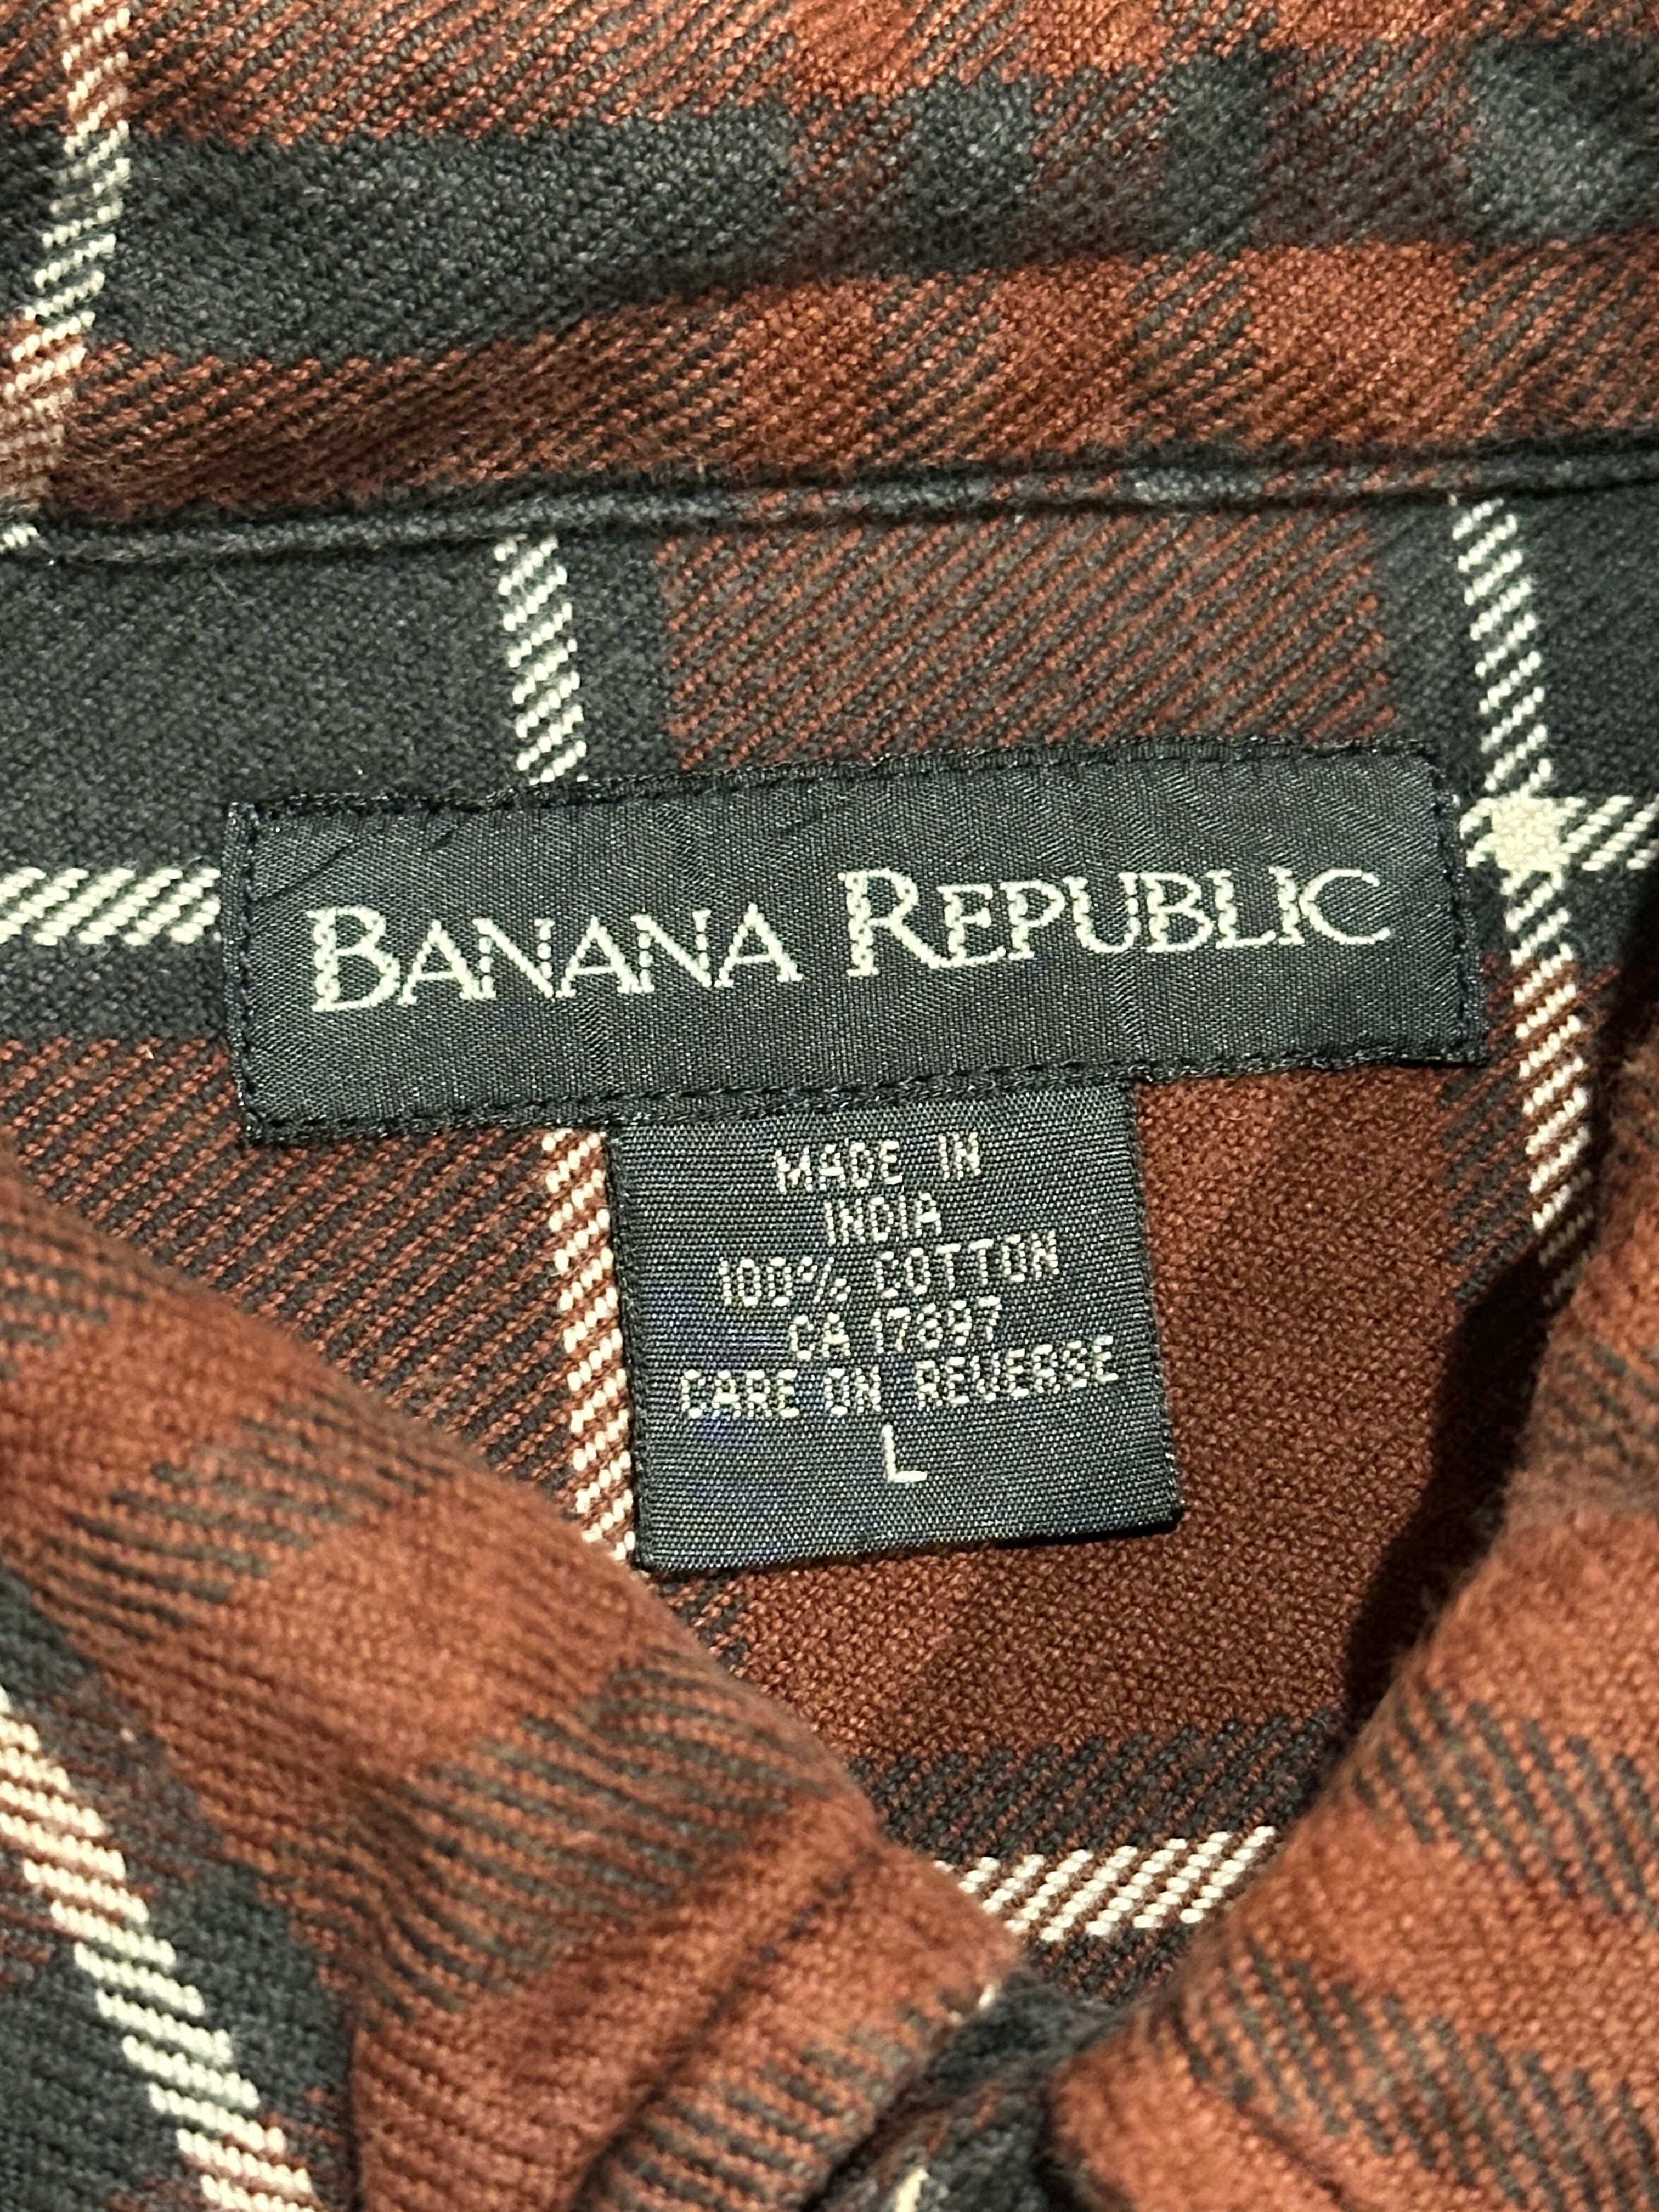 BANANA REPUBLIC
MADE IN
INDIA
100% COTTON
CA 17897
CARE ON REVERSE
L